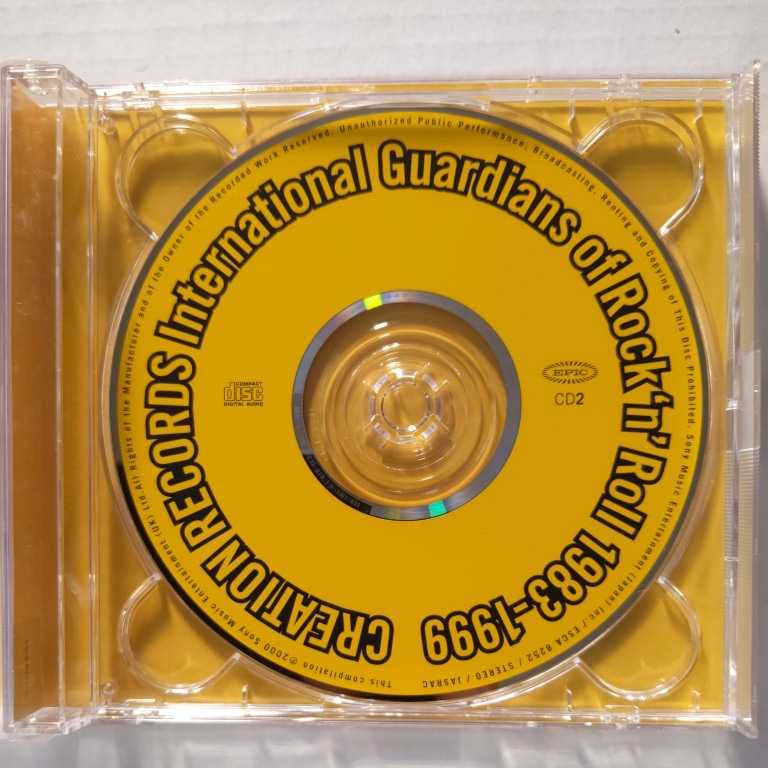 CREATION RECORDS International Guardians of Rock 'n' Roll 1983-1999
All Rights of the Manufacturer and of the Owner of the Recorded Work Reserved. Unauthorized Public Performance, Broadcasting, Renting and Copying of This Disc Prohibited. Sony Music Entertainment (Japan) Inc./ ESCA 8252 / STEREO / JASRAC
This compilation ℗2000 Sony Music Entertainment (UK) Ltd
COMPACT
disc
DIGITAL AUDIO
EPIC
CD2